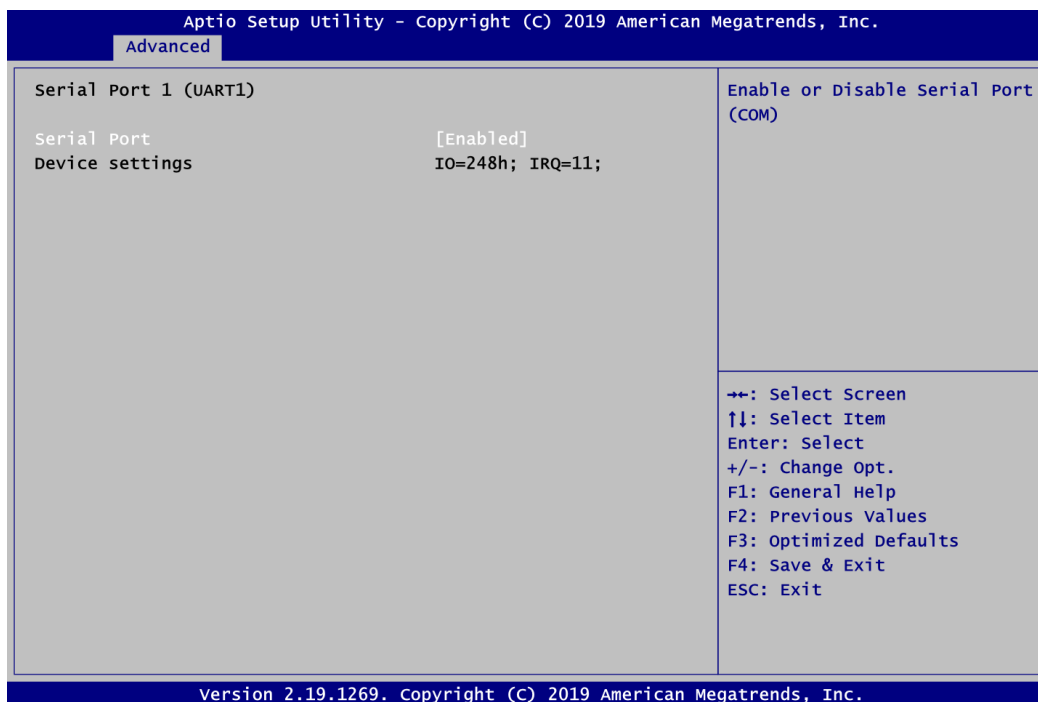 Aptio Setup Utility - Copyright (C) 2019 American Megatrends, Inc.
Advanced
Serial Port 1 (UART1)
Serial Port [Enabled]
Device settings IO=248h; IRQ=11;
Enable or Disable Serial Port
(COM)
→←: Select Screen
↑↓: Select Item
Enter: Select
+/-: Change Opt.
F1: General Help
F2: Previous Values
F3: Optimized Defaults
F4: Save & Exit
ESC: Exit
Version 2.19.1269. Copyright (C) 2019 American Megatrends, Inc.